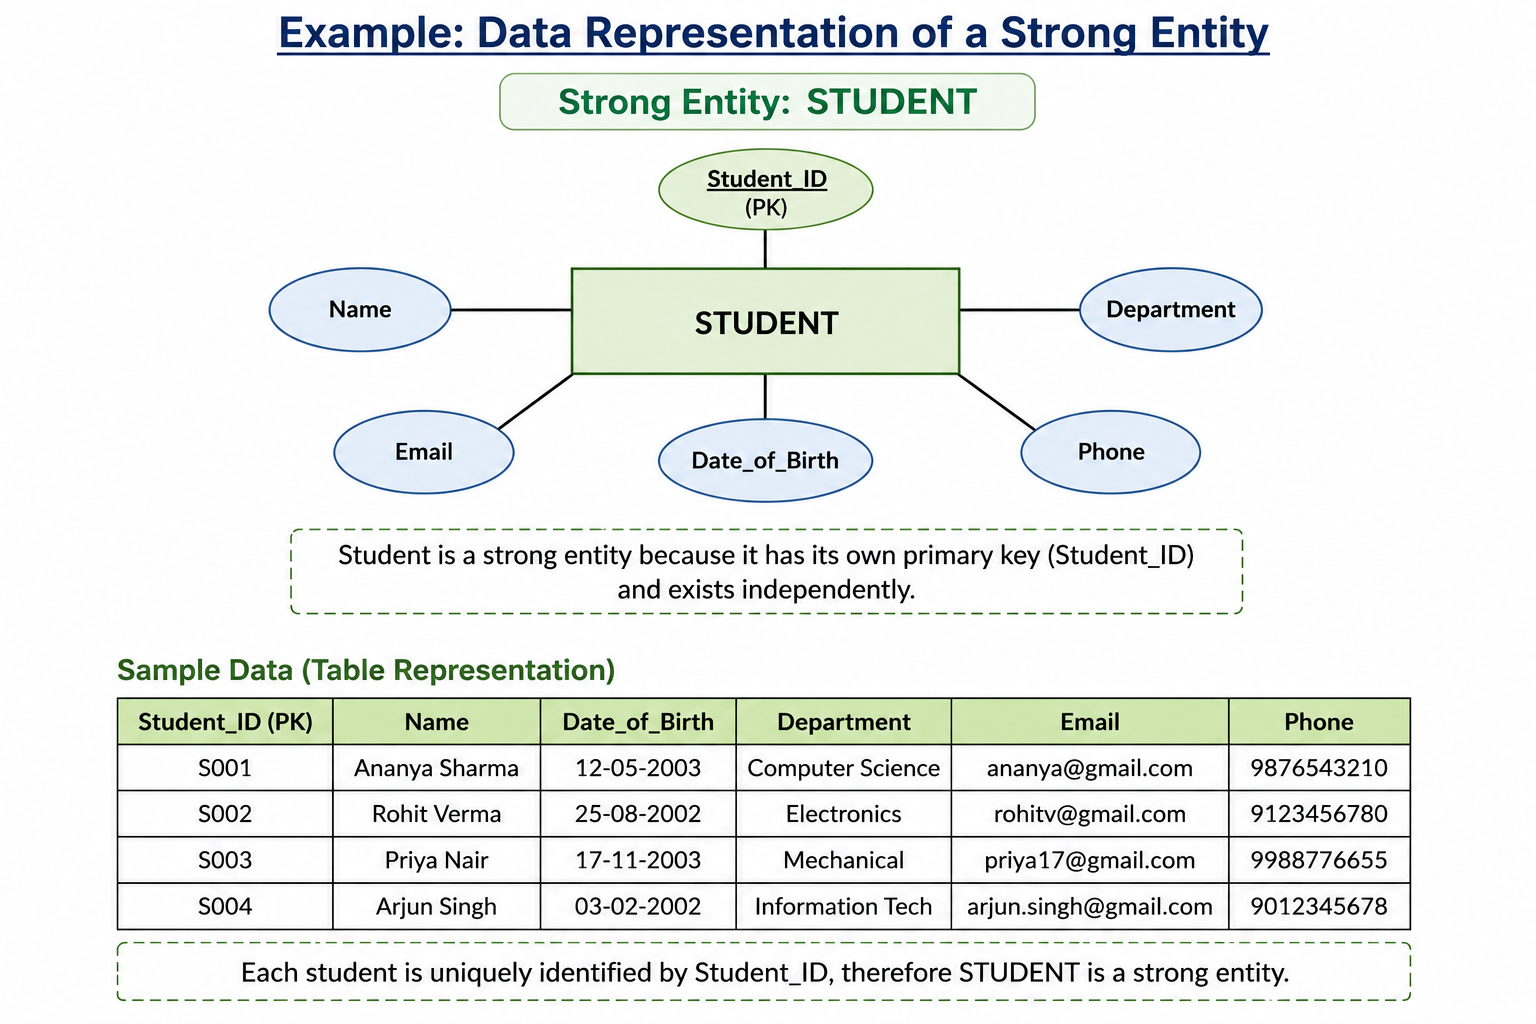 Example: Data Representation of a Strong Entity
Strong Entity: STUDENT
Student_ID
(PK)
Name
STUDENT
Department
Email
Date_of_Birth
Phone
Student is a strong entity because it has its own primary key (Student_ID)
and exists independently.
Sample Data (Table Representation)
Student_ID (PK) Name Date_of_Birth Department Email Phone
S001 Ananya Sharma 12-05-2003 Computer Science ananya@gmail.com 9876543210
S002 Rohit Verma 25-08-2002 Electronics rohitv@gmail.com 9123456780
S003 Priya Nair 17-11-2003 Mechanical priya17@gmail.com 9988776655
S004 Arjun Singh 03-02-2002 Information Tech arjun.singh@gmail.com 9012345678
Each student is uniquely identified by Student_ID, therefore STUDENT is a strong entity.